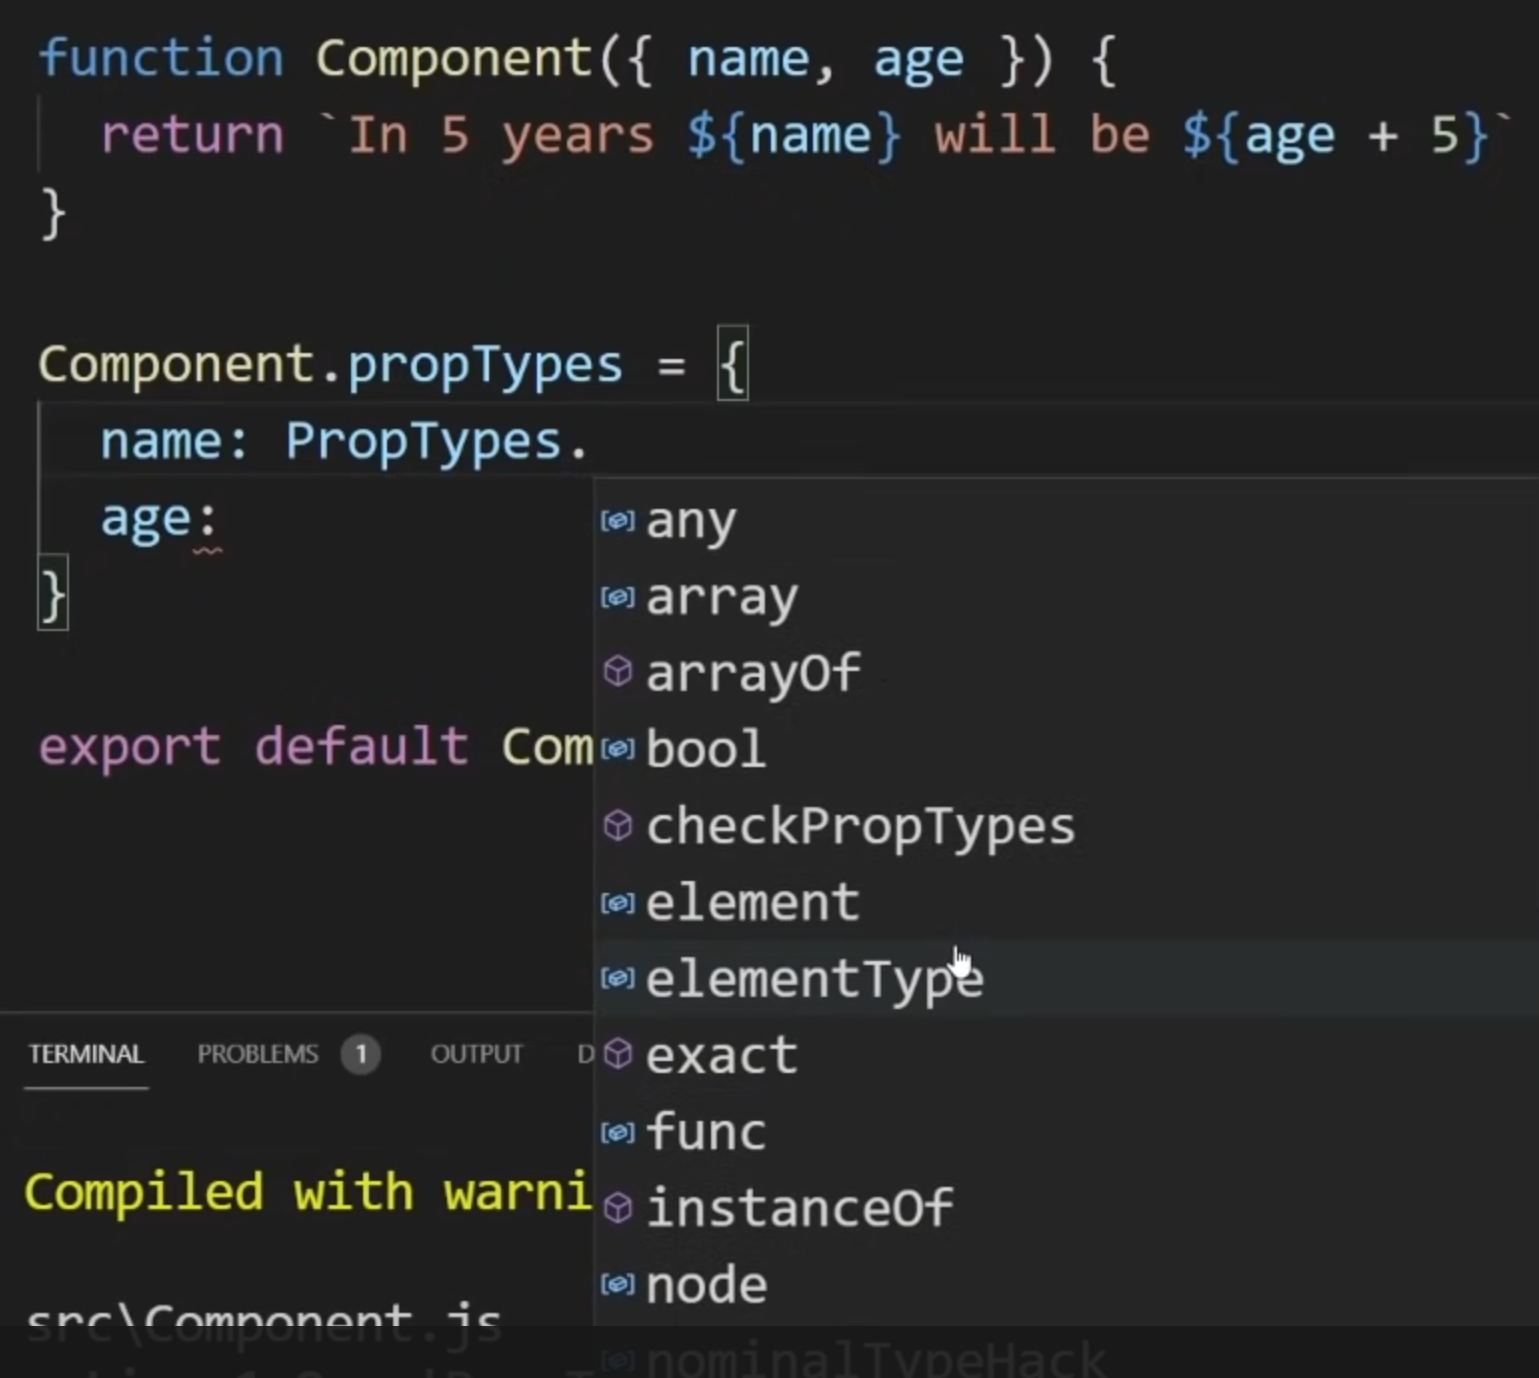 function Component({ name, age }) {
return `In 5 years ${name} will be ${age + 5}`
}
Component.propTypes = {
name: PropTypes.
age:
}
export default Com
any
array
arrayOf
bool
checkPropTypes
element
elementType
exact
func
instanceOf
node
nominalTypeHack
TERMINAL PROBLEMS 1 OUTPUT D
Compiled with warni
src\Component.js